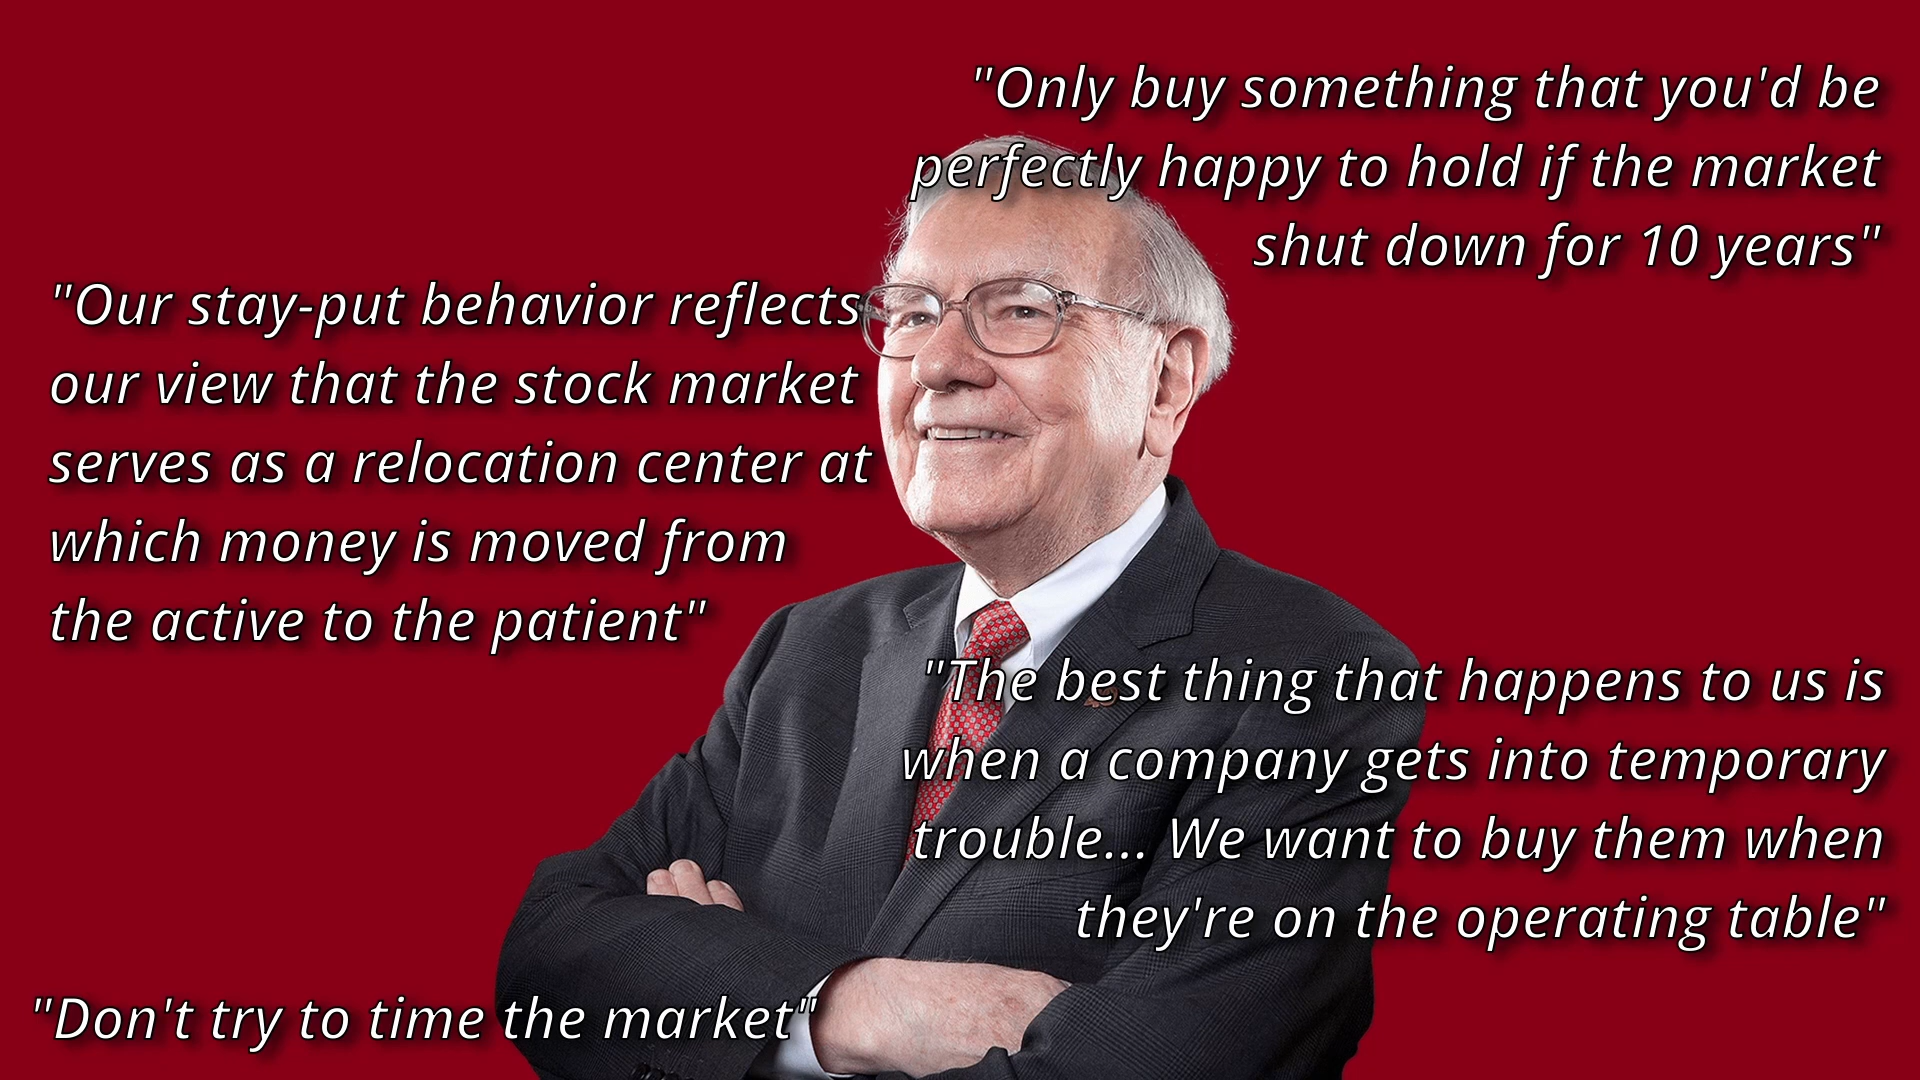 "Only buy something that you'd be
perfectly happy to hold if the market
shut down for 10 years"
"Our stay-put behavior reflects
our view that the stock market
serves as a relocation center at
which money is moved from
the active to the patient"
"The best thing that happens to us is
when a company gets into temporary
trouble... We want to buy them when
they're on the operating table"
"Don't try to time the market"